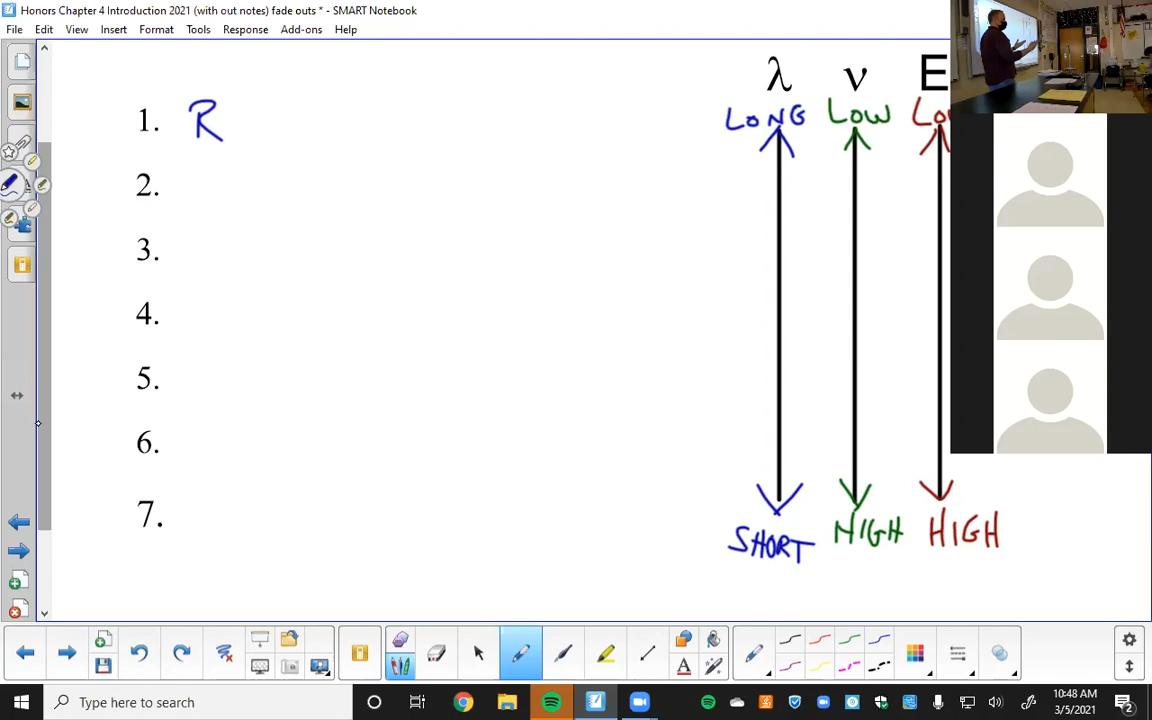 Honors Chapter 4 Introduction 2021 (with out notes) fade outs * - SMART Notebook
File Edit View Insert Format Tools Response Add-ons Help
λ ν E
LONG LOW LOW
1. R
2.
3.
4.
5.
6.
7.
SHORT HIGH HIGH
Type here to search
10:48 AM
3/5/2021
2